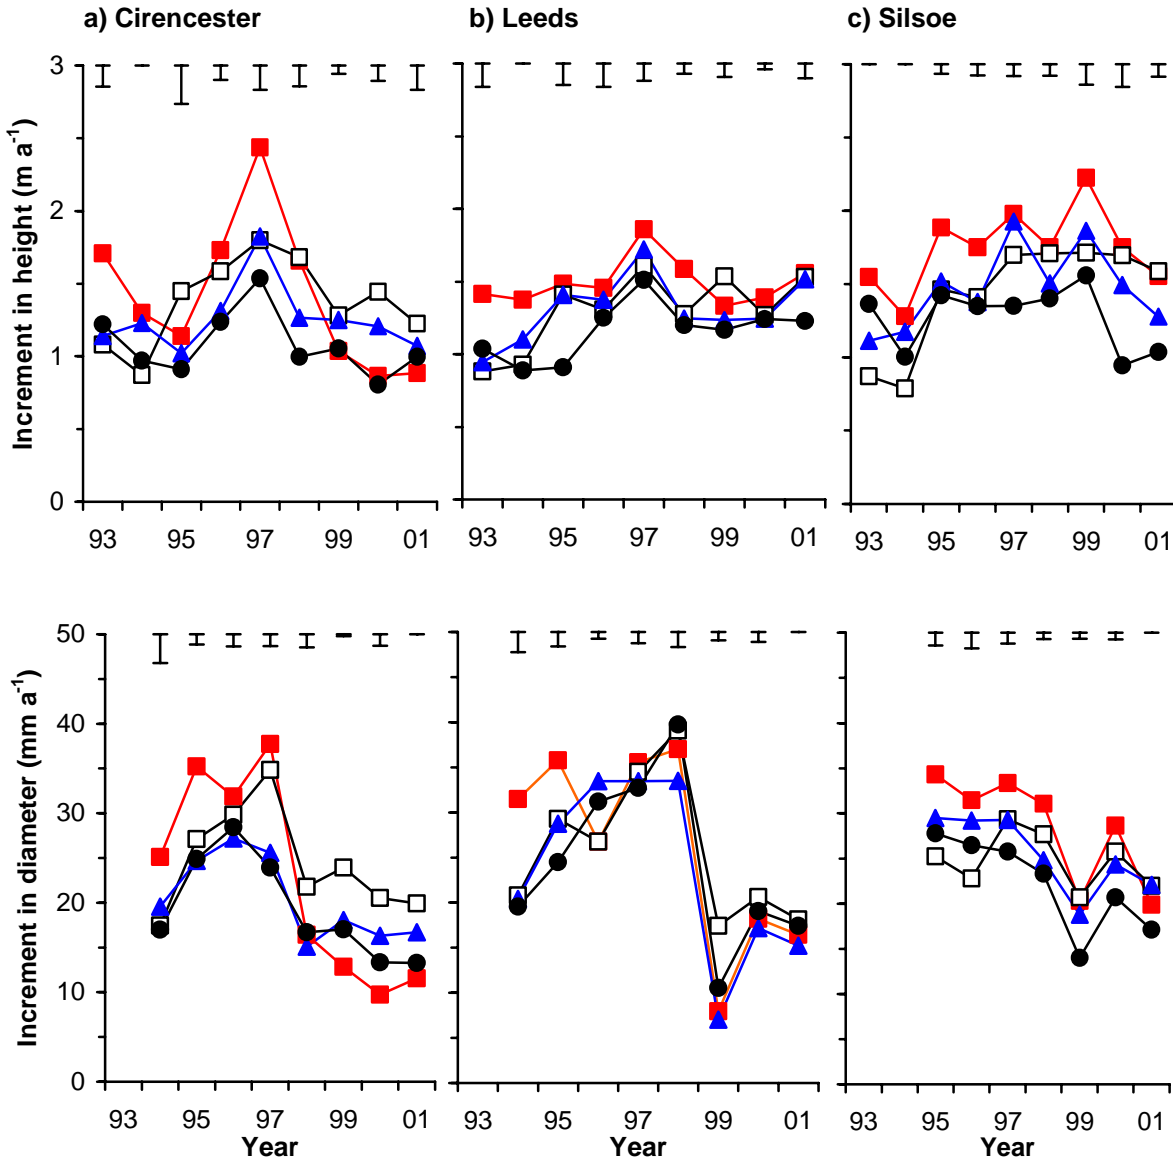 a) Cirencester
b) Leeds
c) Silsoe
Increment in height (m a⁻¹)
3
2
1
0
93 95 97 99 01
93 95 97 99 01
93 95 97 99 01
Increment in diameter (mm a⁻¹)
50
40
30
20
10
0
93 95 97 99 01
93 95 97 99 01
93 95 97 99 01
Year
Year
Year